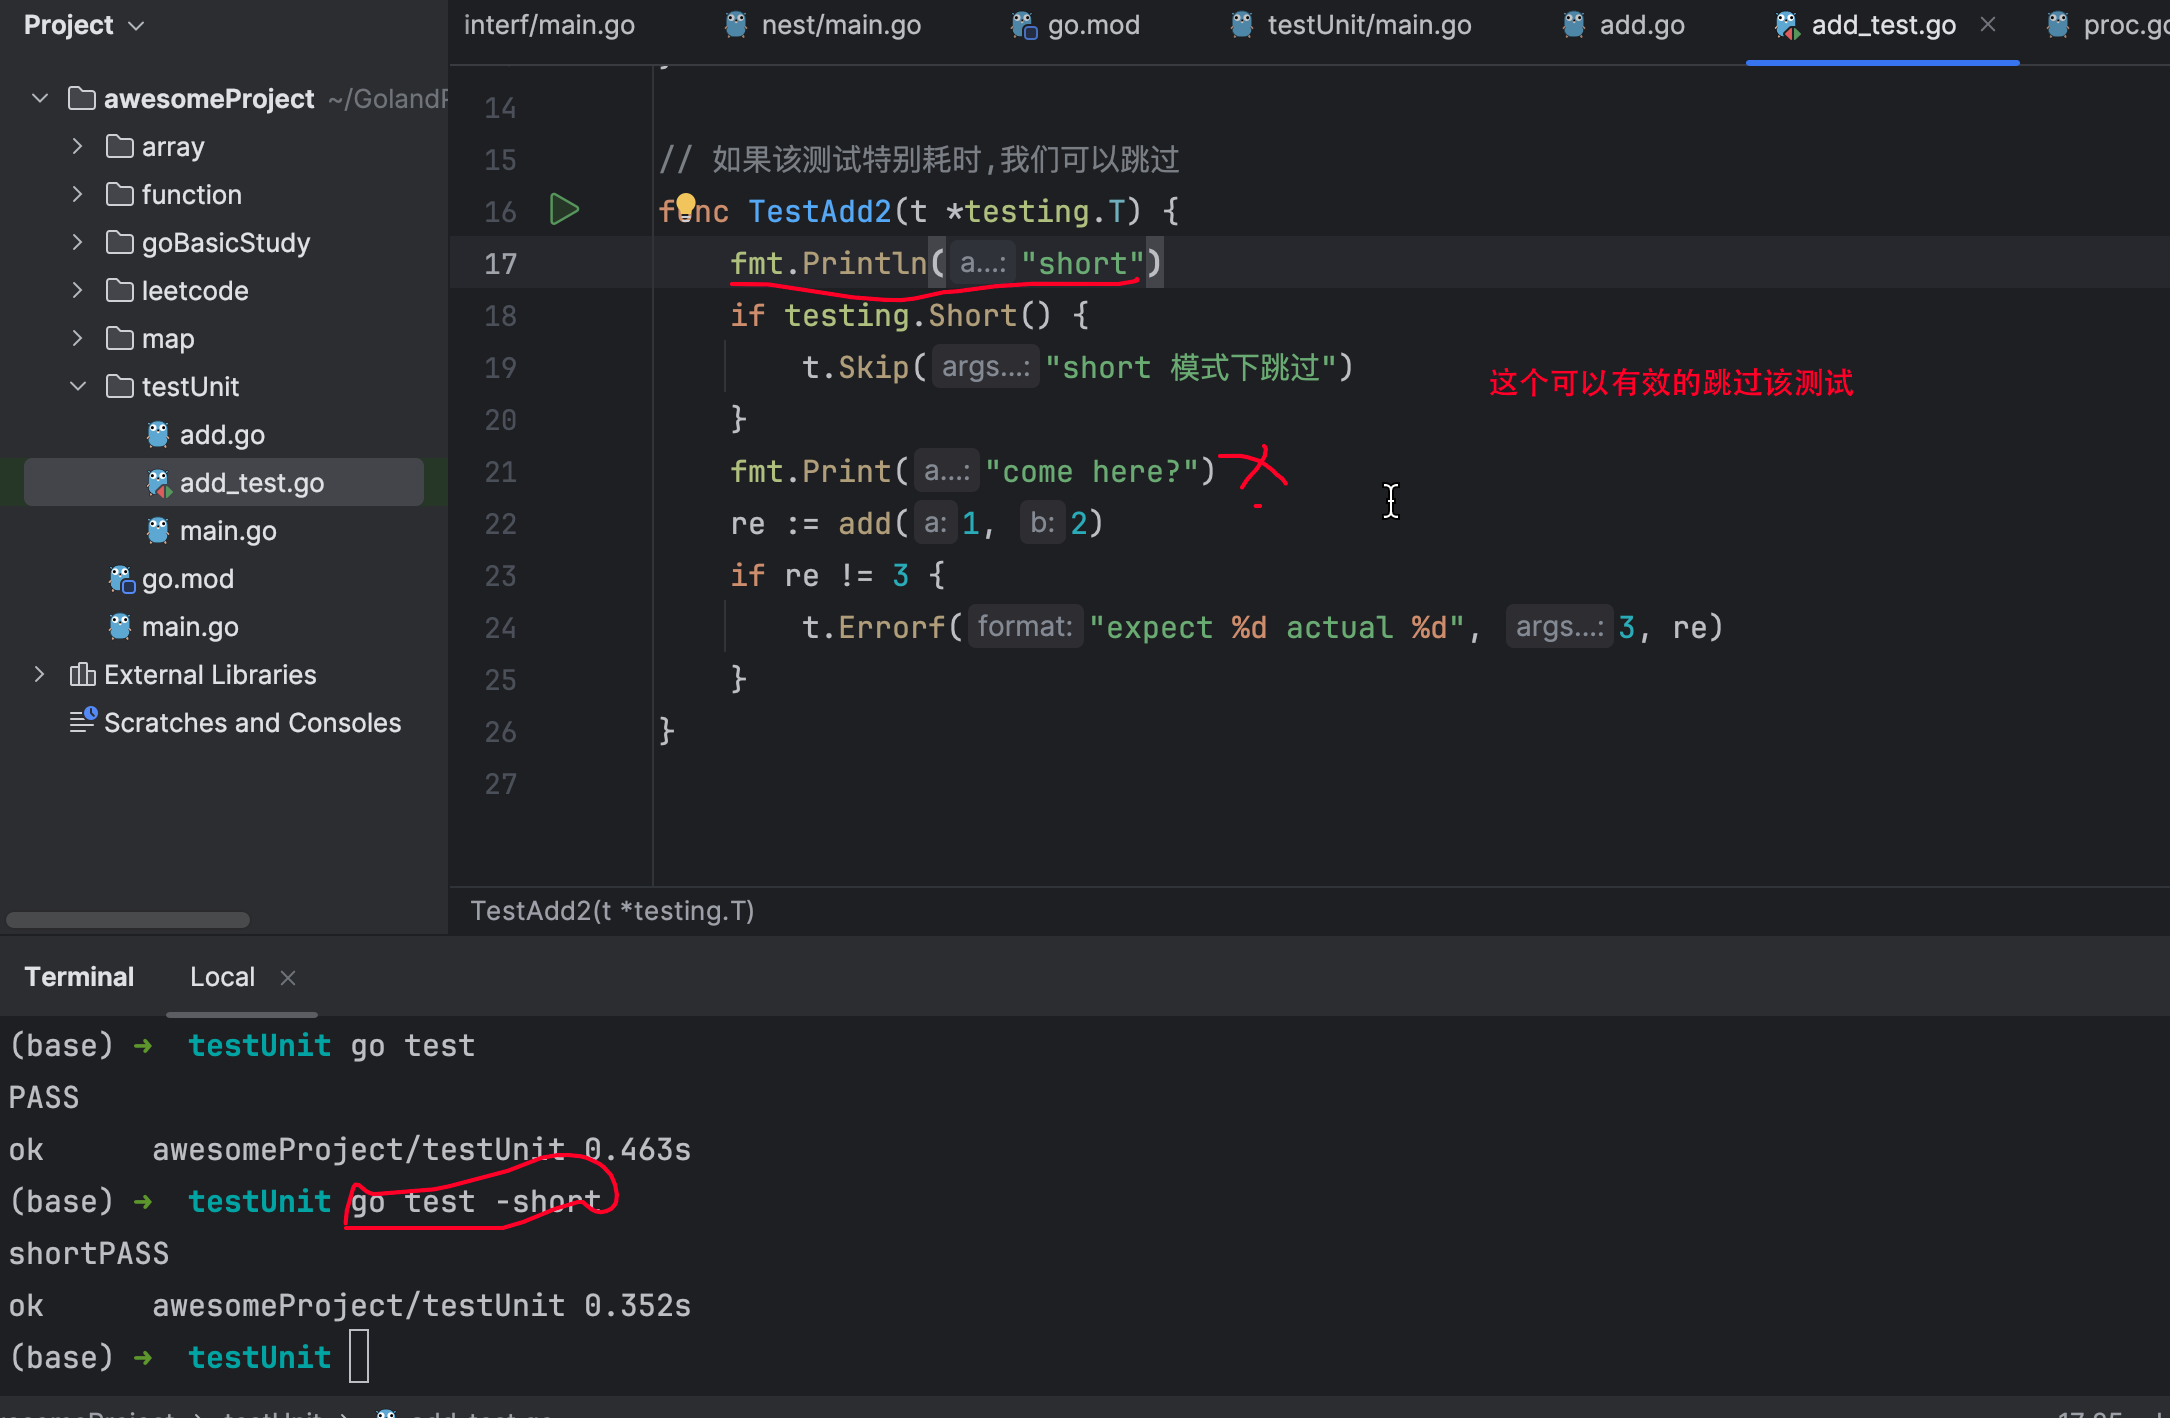 Project
interf/main.go
nest/main.go
go.mod
testUnit/main.go
add.go
add_test.go
awesomeProject
array
function
goBasicStudy
leetcode
map
testUnit
add.go
add_test.go
main.go
go.mod
main.go
External Libraries
Scratches and Consoles
14
15 // 如果该测试特别耗时,我们可以跳过
16 func TestAdd2(t *testing.T) {
17 fmt.Println( a...: "short")
18 if testing.Short() {
19 t.Skip( args...: "short 模式下跳过")
这个可以有效的跳过该测试
20 }
21 fmt.Print( a...: "come here?")
22 re := add( a: 1, b: 2)
23 if re != 3 {
24 t.Errorf( format: "expect %d actual %d", args...: 3, re)
25 }
26 }
27
TestAdd2(t *testing.T)
Terminal Local
(base) ➜ testUnit go test
PASS
ok awesomeProject/testUnit 0.463s
(base) ➜ testUnit go test -short
shortPASS
ok awesomeProject/testUnit 0.352s
(base) ➜ testUnit